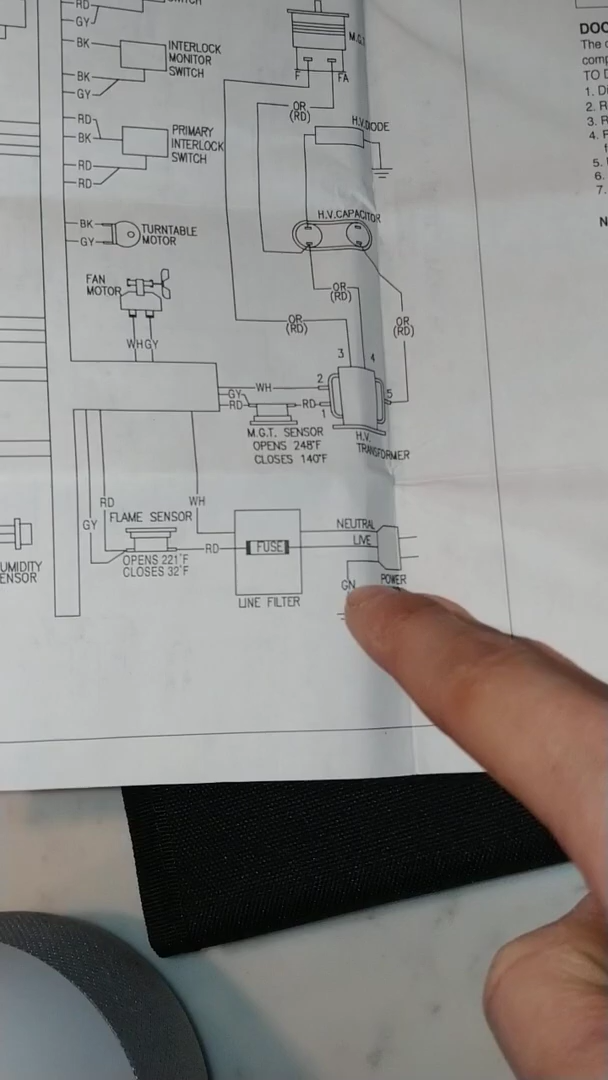 RD
GY
BK
INTERLOCK
MONITOR
SWITCH
BK
GY
RD
BK
PRIMARY
INTERLOCK
SWITCH
RD
RD
BK
GY
TURNTABLE
MOTOR
FAN
MOTOR
WH GY
F
FA
OR
(RD)
H.V.DIODE
H.V.CAPACITOR
OR
(RD)
OR
(RD)
OR
(RD)
3
4
2
WH
GY
RD
RD
1
5
M.G.T. SENSOR
OPENS 248°F
CLOSES 140°F
H.V.
TRANSFORMER
RD
WH
GY
FLAME SENSOR
RD
OPENS 221°F
CLOSES 32°F
FUSE
LINE FILTER
NEUTRAL
LIVE
GN
POWER
UMIDITY
ENSOR
DOC
The c
comp
TO D
1. Di
2. R
3. R
4. F
5.
6.
7.
N